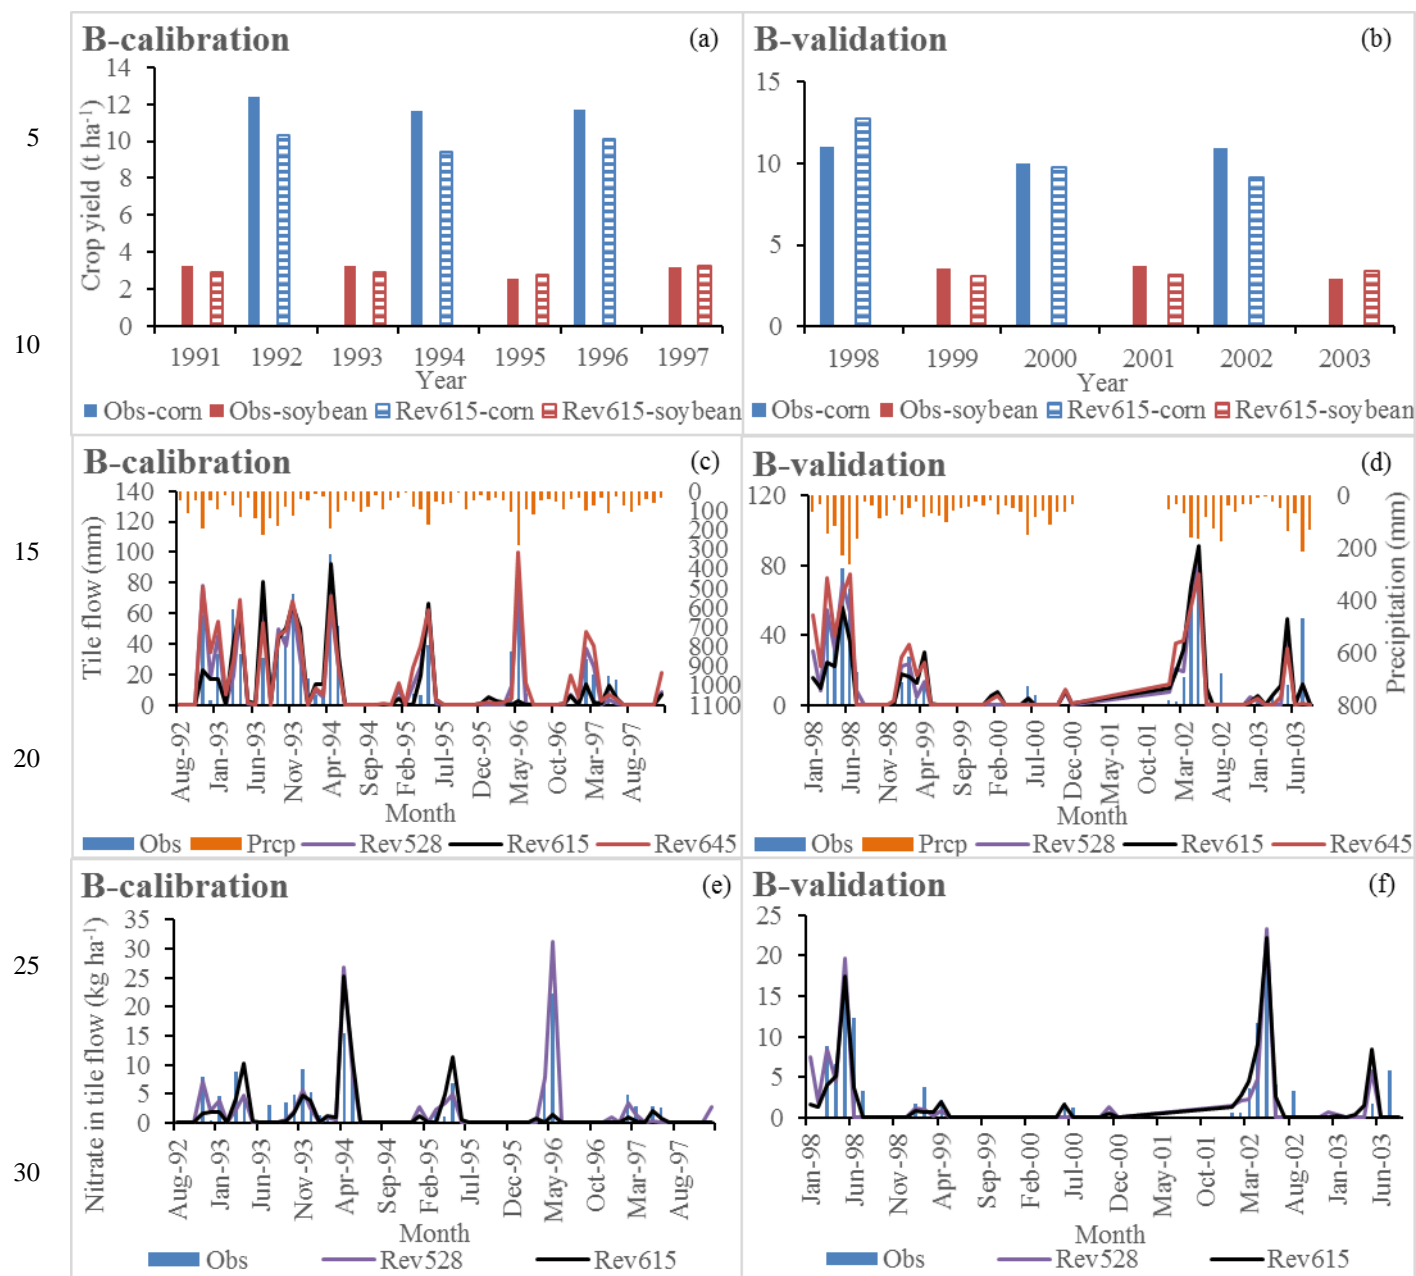 B-calibration (a)
14
12
10
8
6
4
2
0
Crop yield (t ha-1)
1991 1992 1993 1994 1995 1996 1997
Year
Obs-corn Obs-soybean Rev615-corn Rev615-soybean
B-validation (b)
15
10
5
0
1998 1999 2000 2001 2002 2003
Year
Obs-corn Obs-soybean Rev615-corn Rev615-soybean
B-calibration (c)
140
120
100
80
60
40
20
0
Tile flow (mm)
0
100
200
300
400
500
600
700
800
900
1000
1100
Aug-92 Jan-93 Jun-93 Nov-93 Apr-94 Sep-94 Feb-95 Jul-95 Dec-95 May-96 Oct-96 Mar-97 Aug-97
Month
Obs Prcp Rev528 Rev615 Rev645
B-validation (d)
120
80
40
0
0
200
400
600
800
Precipitation (mm)
Jan-98 Jun-98 Nov-98 Apr-99 Sep-99 Feb-00 Jul-00 Dec-00 May-01 Oct-01 Mar-02 Aug-02 Jan-03 Jun-03
Month
Obs Prcp Rev528 Rev615 Rev645
B-calibration (e)
35
30
25
20
15
10
5
0
Nitrate in tile flow (kg ha-1)
Aug-92 Jan-93 Jun-93 Nov-93 Apr-94 Sep-94 Feb-95 Jul-95 Dec-95 May-96 Oct-96 Mar-97 Aug-97
Month
Obs Rev528 Rev615
B-validation (f)
25
20
15
10
5
0
Jan-98 Jun-98 Nov-98 Apr-99 Sep-99 Feb-00 Jul-00 Dec-00 May-01 Oct-01 Mar-02 Aug-02 Jan-03 Jun-03
Month
Obs Rev528 Rev615
5
10
15
20
25
30